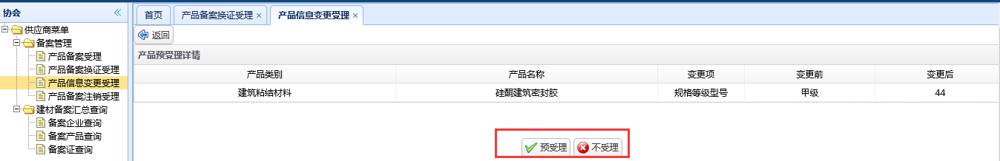 协会
供应商菜单
备案管理
产品备案受理
产品备案换证受理
产品信息变更受理
产品备案注销受理
建材备案汇总查询
备案企业查询
备案产品查询
备案证查询
首页 产品备案换证受理 产品信息变更受理
返回
产品预受理详情
产品类别 产品名称 变更项 变更前 变更后
建筑粘结材料 硅酮建筑密封胶 规格等级型号 甲级 44
预受理 不受理